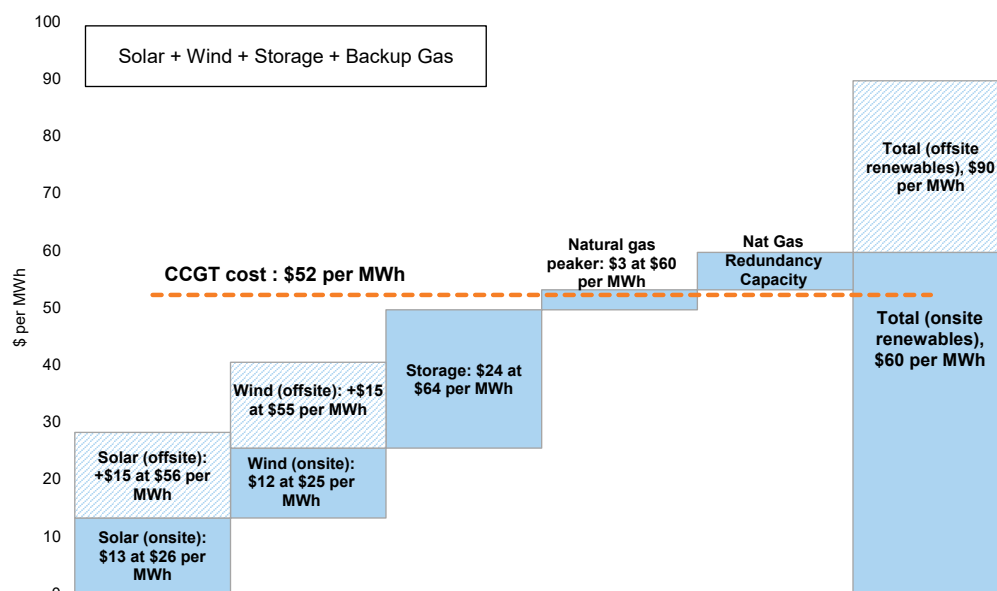 100
Solar + Wind + Storage + Backup Gas
90
80
Total (offsite
renewables), $90
per MWh
70
60
Natural gas
peaker: $3 at $60
per MWh
Nat Gas
Redundancy
Capacity
CCGT cost : $52 per MWh
50
Total (onsite
renewables),
$60 per MWh
$ per MWh
40
Storage: $24 at
$64 per MWh
Wind (offsite): +$15
at $55 per MWh
30
20
Solar (offsite):
+$15 at $56 per
MWh
Wind (onsite):
$12 at $25 per
MWh
10
Solar (onsite):
$13 at $26 per
MWh
0